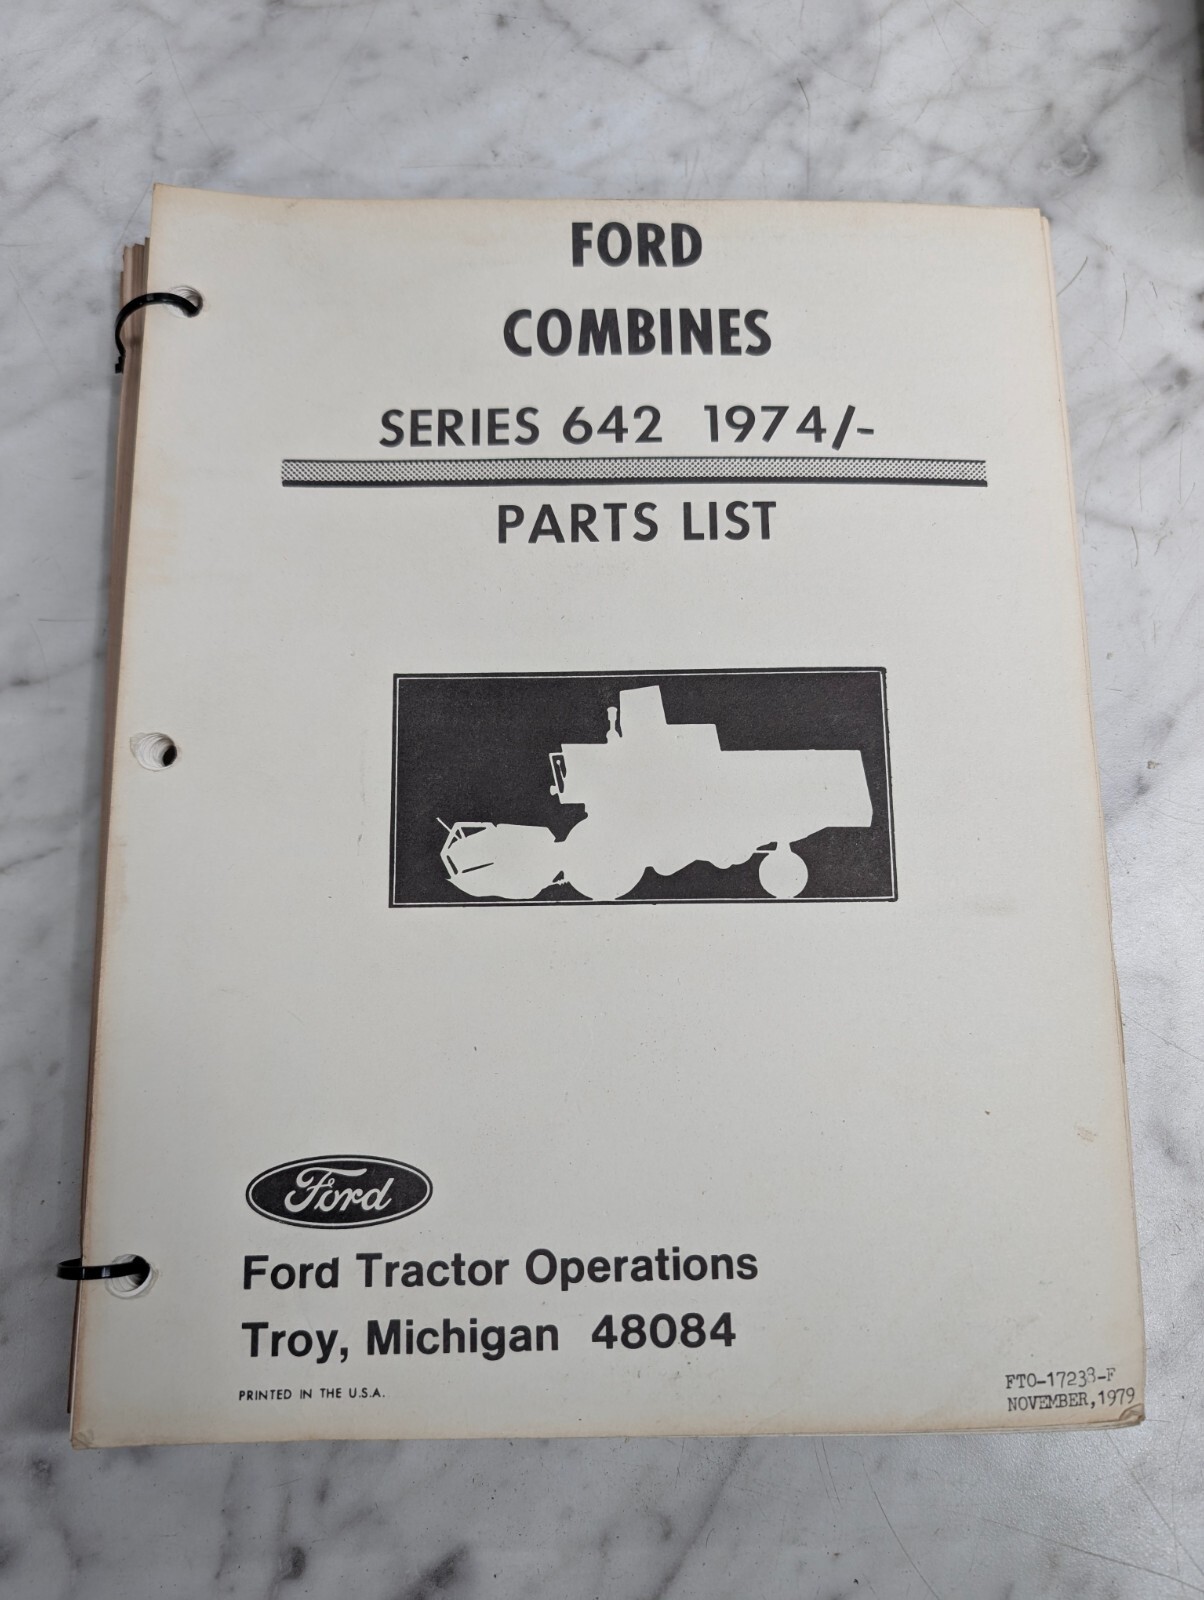 FORD
COMBINES
SERIES 642 1974/-
PARTS LIST
Ford
Ford Tractor Operations
Troy, Michigan 48084
PRINTED IN THE U.S.A.
FTO-17238-F
NOVEMBER,1979